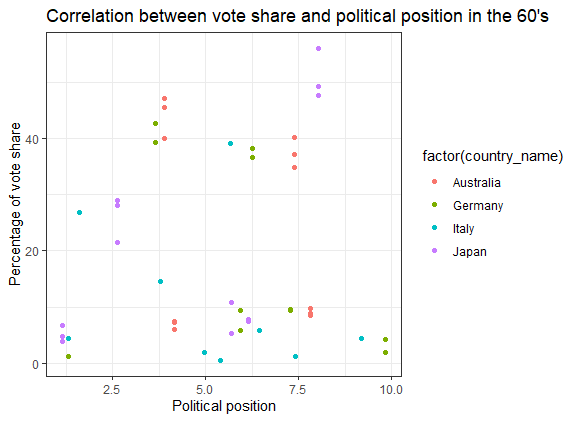 Correlation between vote share and political position in the 60's
Percentage of vote share
40
20
0
2.5 5.0 7.5 10.0
Political position
factor(country_name)
Australia
Germany
Italy
Japan